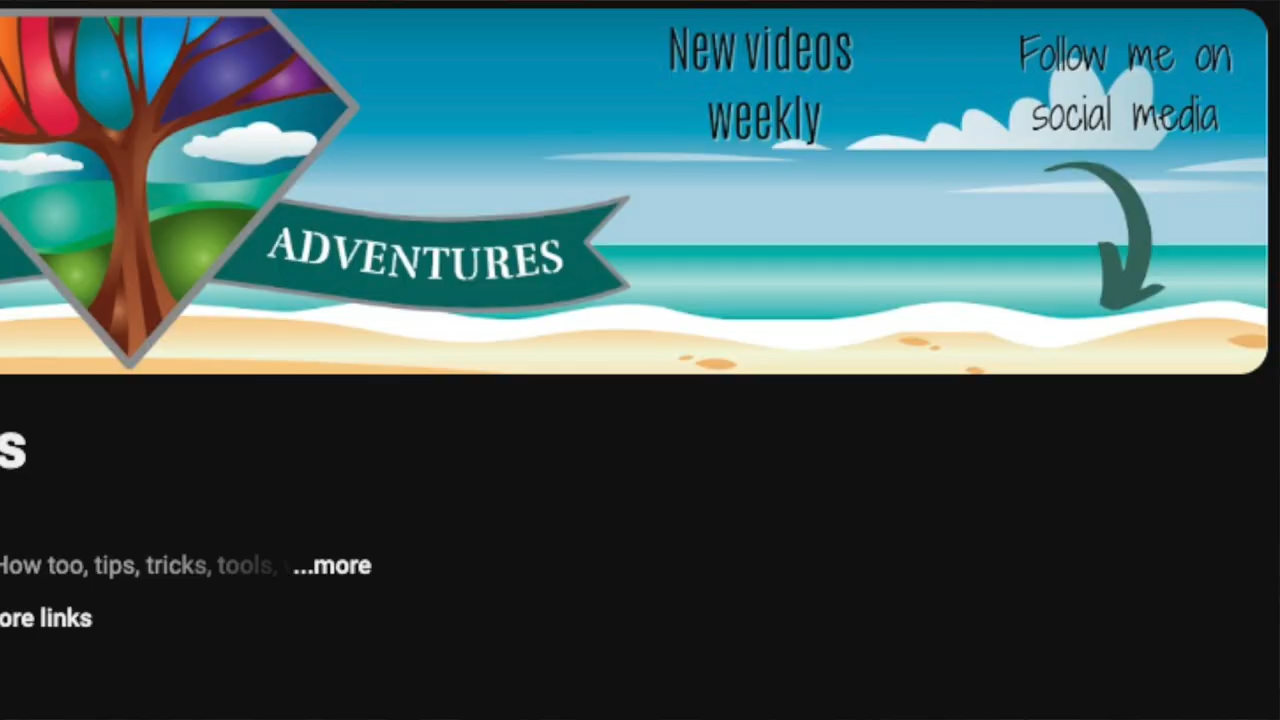 New videos
weekly
Follow me on
social media
ADVENTURES
s
How too, tips, tricks, tools,
...more
ore links